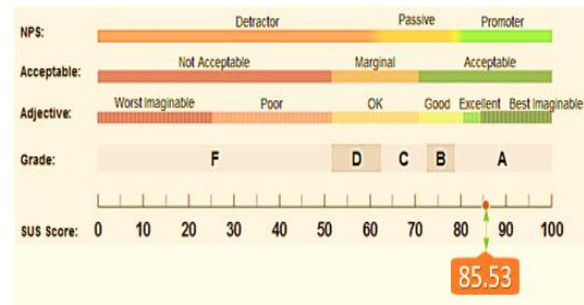 NPS: Detractor Passive Promoter
Acceptable: Not Acceptable Marginal Acceptable
Adjective: Worst Imaginable Poor OK Good Excellent Best Imaginable
Grade: F D C B A
SUS Score: 0 10 20 30 40 50 60 70 80 90 100
85.53